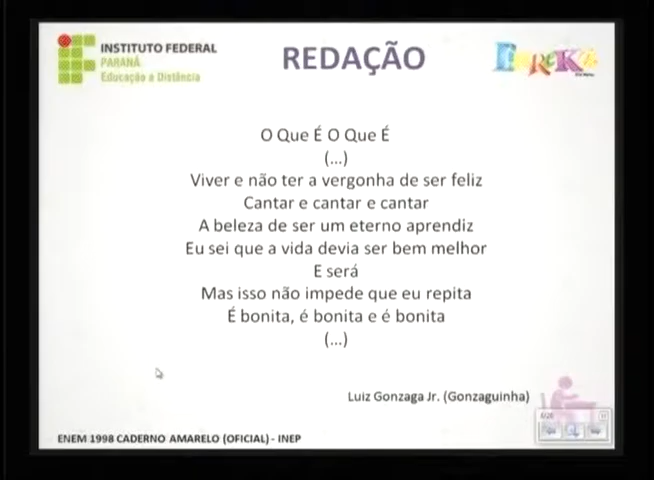 INSTITUTO FEDERAL
PARANÁ
Educação a Distância
REDAÇÃO
Eureka
O Que É O Que É
(...)
Viver e não ter a vergonha de ser feliz
Cantar e cantar e cantar
A beleza de ser um eterno aprendiz
Eu sei que a vida devia ser bem melhor
E será
Mas isso não impede que eu repita
É bonita, é bonita e é bonita
(...)
Luiz Gonzaga Jr. (Gonzaguinha)
ENEM 1998 CADERNO AMARELO (OFICIAL) - INEP